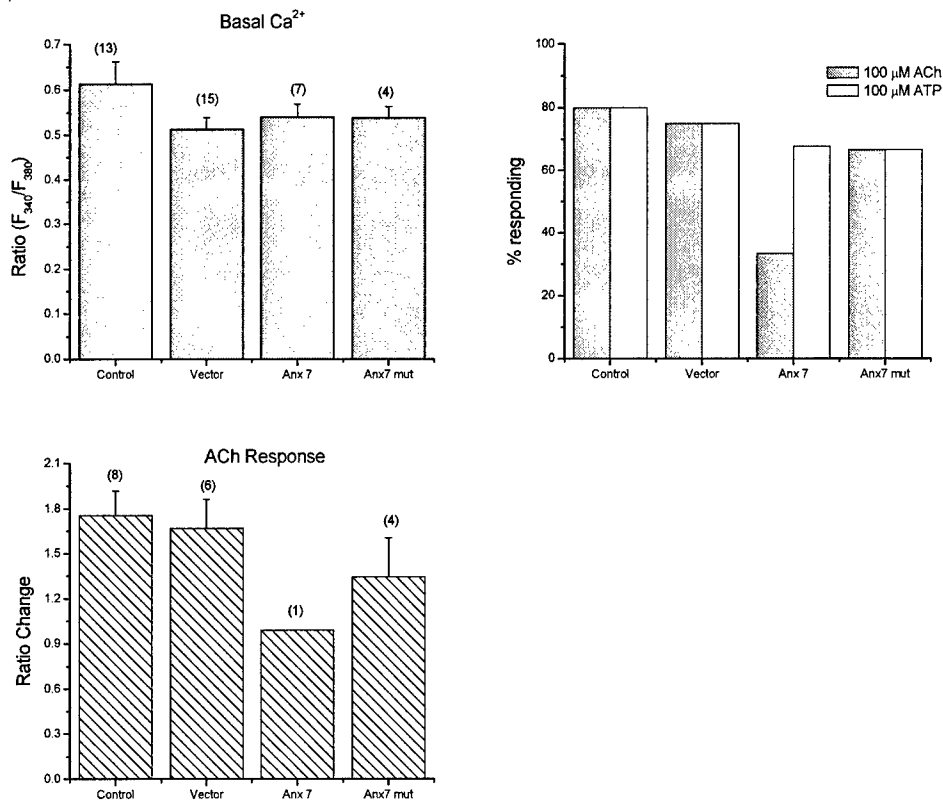 Basal Ca²⁺
Ratio (F₃₄₀/F₃₈₀)
0.7
0.6
0.5
0.4
0.3
0.2
0.1
0.0
(13)
(15)
(7)
(4)
Control
Vector
Anx 7
Anx7 mut
% responding
100
80
60
40
20
0
100 µM ACh
100 µM ATP
Control
Vector
Anx 7
Anx7 mut
ACh Response
Ratio Change
2.1
1.8
1.5
1.2
0.9
0.6
0.3
0.0
(8)
(6)
(1)
(4)
Control
Vector
Anx 7
Anx7 mut